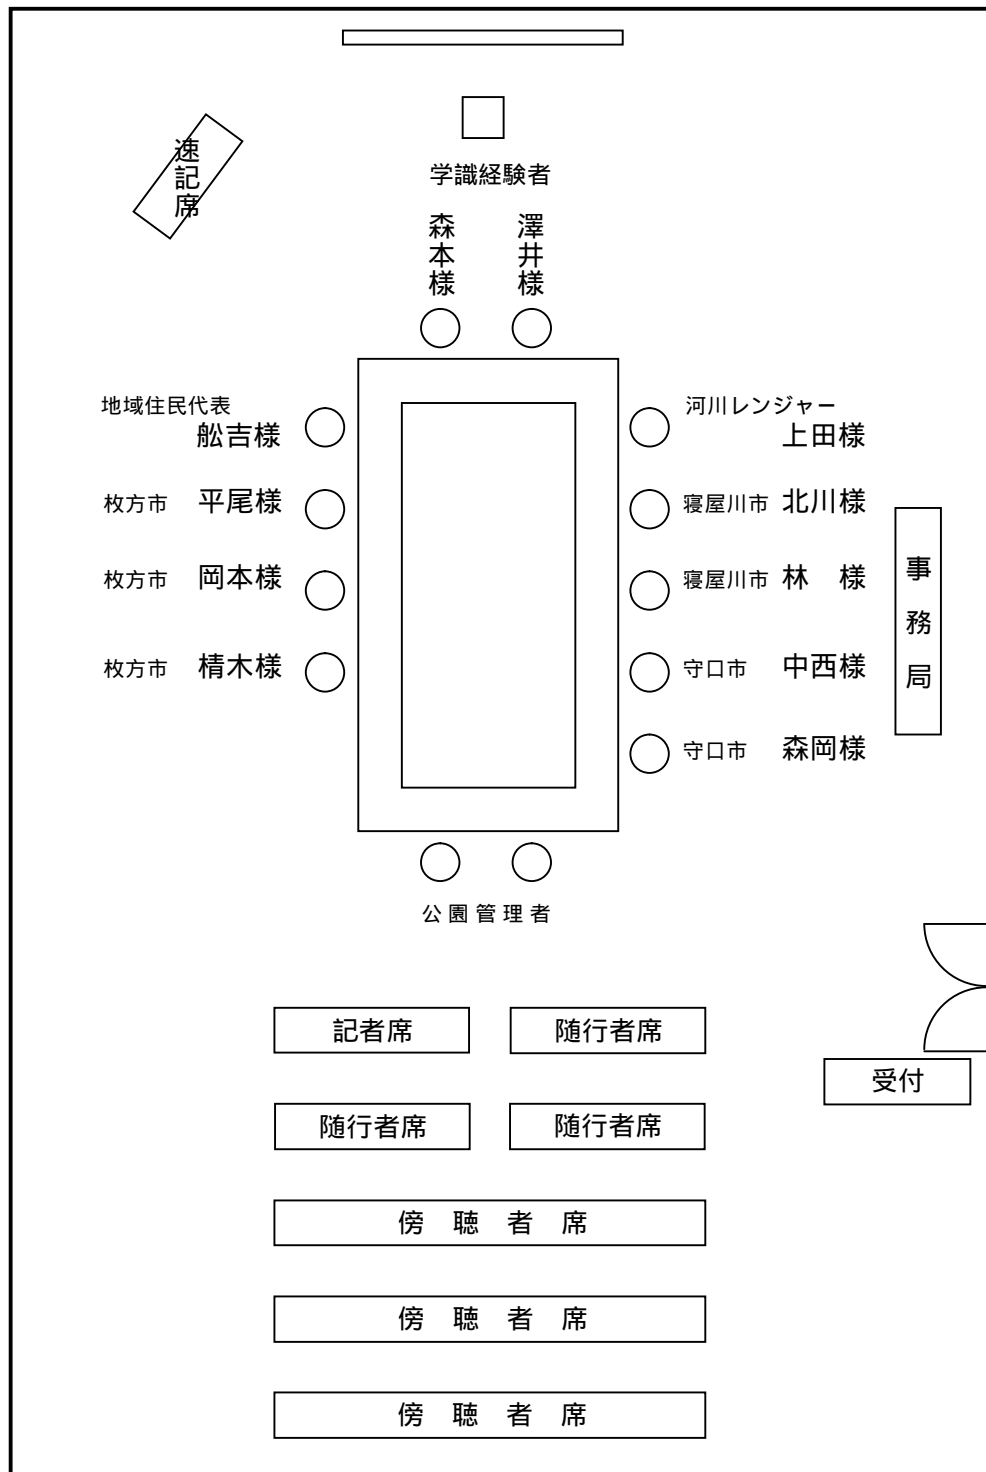 速記席
学識経験者
森本様
澤井様
地域住民代表
舩吉様
河川レンジャー
上田様
枚方市 平尾様
寝屋川市 北川様
枚方市 岡本様
寝屋川市 林 様
枚方市 棈木様
守口市 中西様
守口市 森岡様
事務局
公園管理者
記者席
随行者席
受付
随行者席
随行者席
傍聴者席
傍聴者席
傍聴者席